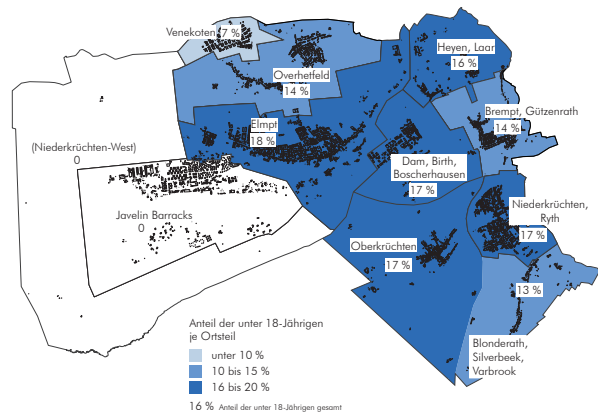 Venekoten 7 %
Heyen, Laar
16 %
Overhetfeld
14 %
Brempt, Gützenrath
14 %
Elmpt
18 %
(Niederkrüchten-West)
0
Dam, Birth,
Boscherhausen
17 %
Javelin Barracks
0
Niederkrüchten,
Ryth
17 %
Oberkrüchten
17 %
13 %
Blonderath,
Silverbeek,
Varbrook
Anteil der unter 18-Jährigen
je Ortsteil
unter 10 %
10 bis 15 %
16 bis 20 %
16 % Anteil der unter 18-Jährigen gesamt